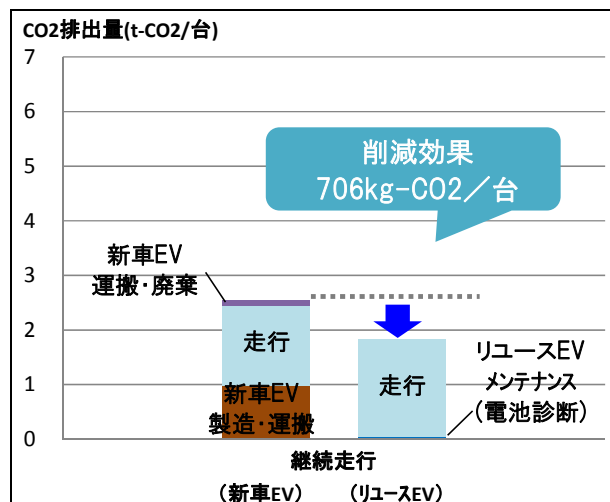 CO2排出量(t-CO2/台)
7
6
5
4
3
2
1
0
削減効果
706kg-CO2／台
新車EV
運搬・廃棄
走行
新車EV
製造・運搬
走行
リユースEV
メンテナンス
（電池診断）
継続走行
（新車EV）
（リユースEV）